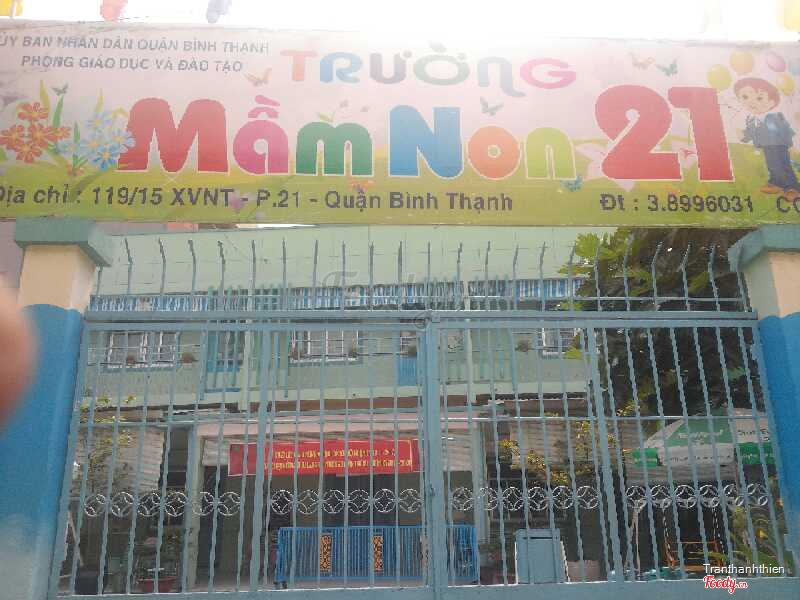 ỦY BAN NHÂN DÂN QUẬN BÌNH THẠNH
PHÒNG GIÁO DỤC VÀ ĐÀO TẠO
TRƯỜNG
MẦM NON 21
Địa chỉ : 119/15 XVNT - P.21 - Quận Bình Thạnh
Đt : 3.8996031
Tranthanhthien
Foody.vn